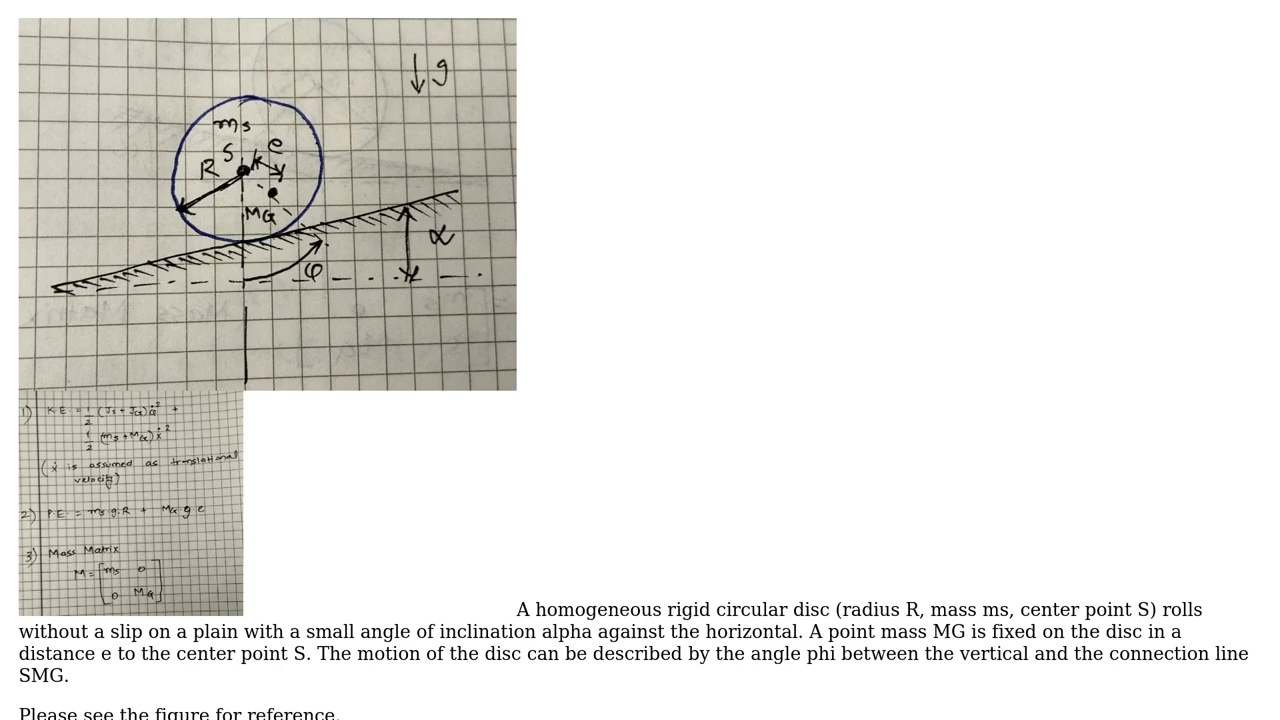 ↓ g
ms
S
e
R
MG
α
φ
1) K.E. = 1/2 (Js + JG) φ̇² +
1/2 (ms + MG) ẋ²
(ẋ is assumed as translational
velocity)
2) P.E. = ms g R + MG g e
3) Mass Matrix
M = [ms 0
0 MG]
A homogeneous rigid circular disc (radius R, mass ms, center point S) rolls
without a slip on a plain with a small angle of inclination alpha against the horizontal. A point mass MG is fixed on the disc in a
distance e to the center point S. The motion of the disc can be described by the angle phi between the vertical and the connection line
SMG.
Please see the figure for reference.